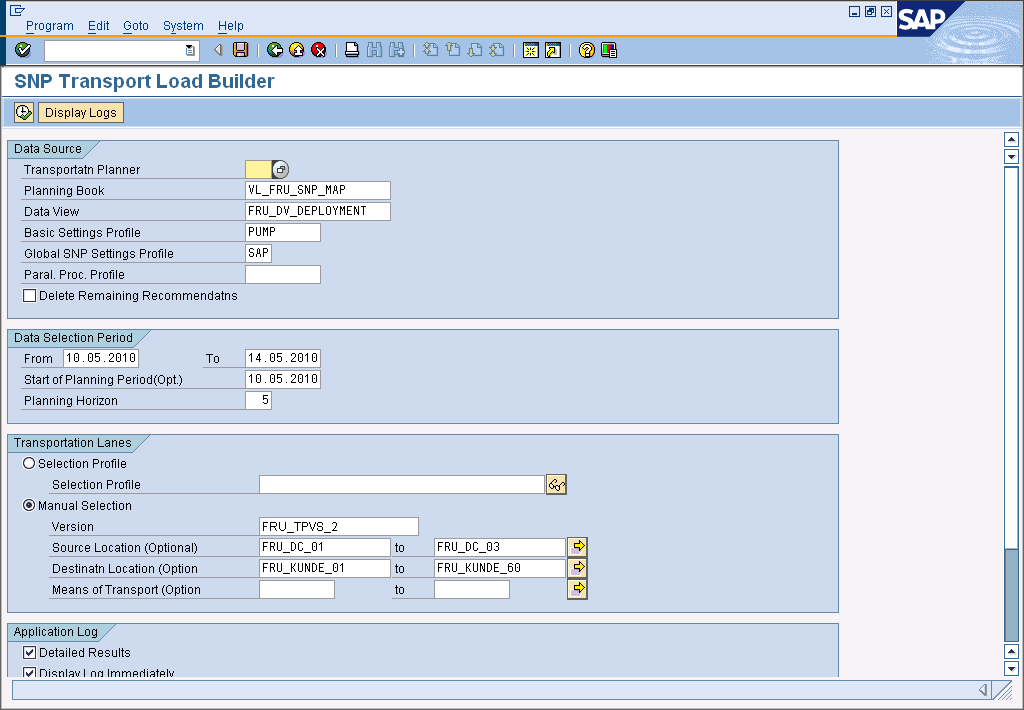 Program Edit Goto System Help
SAP
SNP Transport Load Builder
Display Logs
Data Source
Transportatn Planner
Planning Book VL_FRU_SNP_MAP
Data View FRU_DV_DEPLOYMENT
Basic Settings Profile PUMP
Global SNP Settings Profile SAP
Paral. Proc. Profile
Delete Remaining Recommendatns
Data Selection Period
From 10.05.2010 To 14.05.2010
Start of Planning Period(Opt.) 10.05.2010
Planning Horizon 5
Transportation Lanes
Selection Profile
Selection Profile
Manual Selection
Version FRU_TPVS_2
Source Location (Optional) FRU_DC_01 to FRU_DC_03
Destinatn Location (Option FRU_KUNDE_01 to FRU_KUNDE_60
Means of Transport (Option to
Application Log
Detailed Results
Display Log Immediately